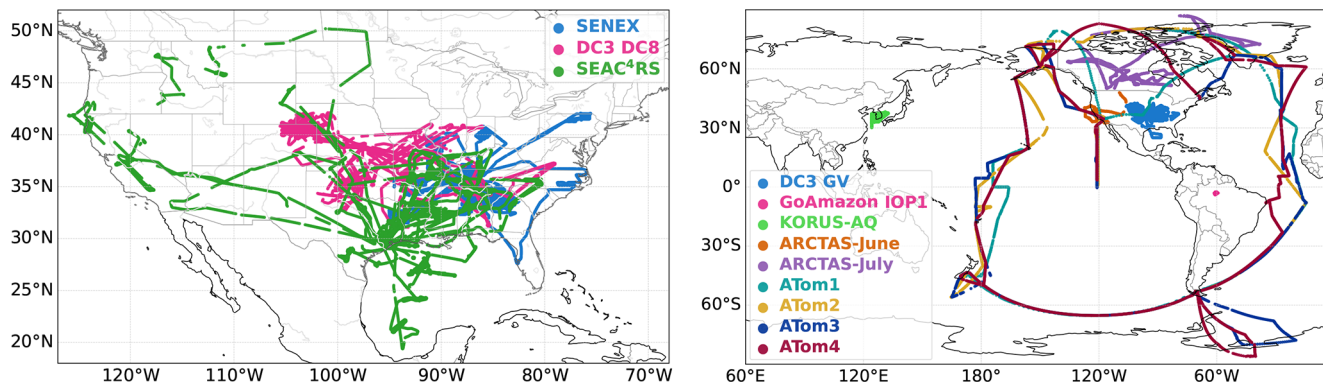 50°N
45°N
40°N
35°N
30°N
25°N
20°N
120°W
110°W
100°W
90°W
80°W
70°W
SENEX
DC3 DC8
SEAC⁴RS
60°N
30°N
0°
30°S
60°S
60°E
120°E
180°
120°W
60°W
DC3 GV
GoAmazon IOP1
KORUS-AQ
ARCTAS-June
ARCTAS-July
ATom1
ATom2
ATom3
ATom4